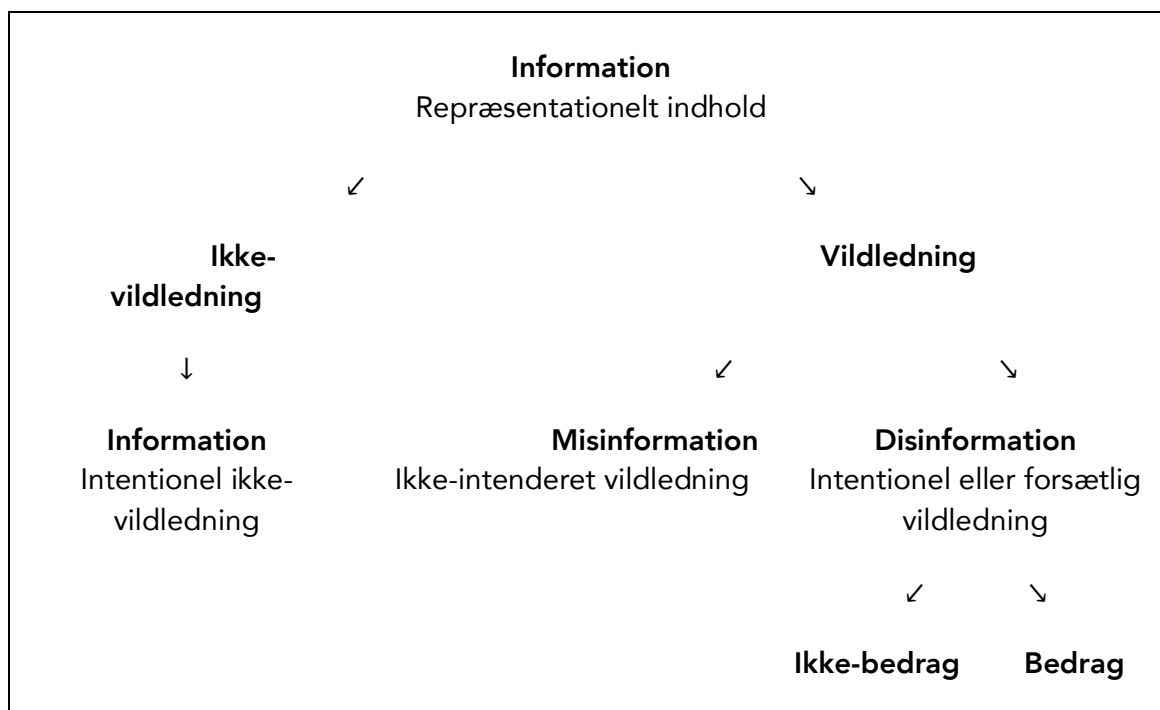 Information
Repræsentationelt indhold
↙ ↘
Ikke-
vildledning
Vildledning
↓ ↙ ↘
Information
Intentionel ikke-
vildledning
Misinformation
Ikke-intenderet vildledning
Disinformation
Intentionel eller forsætlig
vildledning
↙ ↘
Ikke-bedrag Bedrag